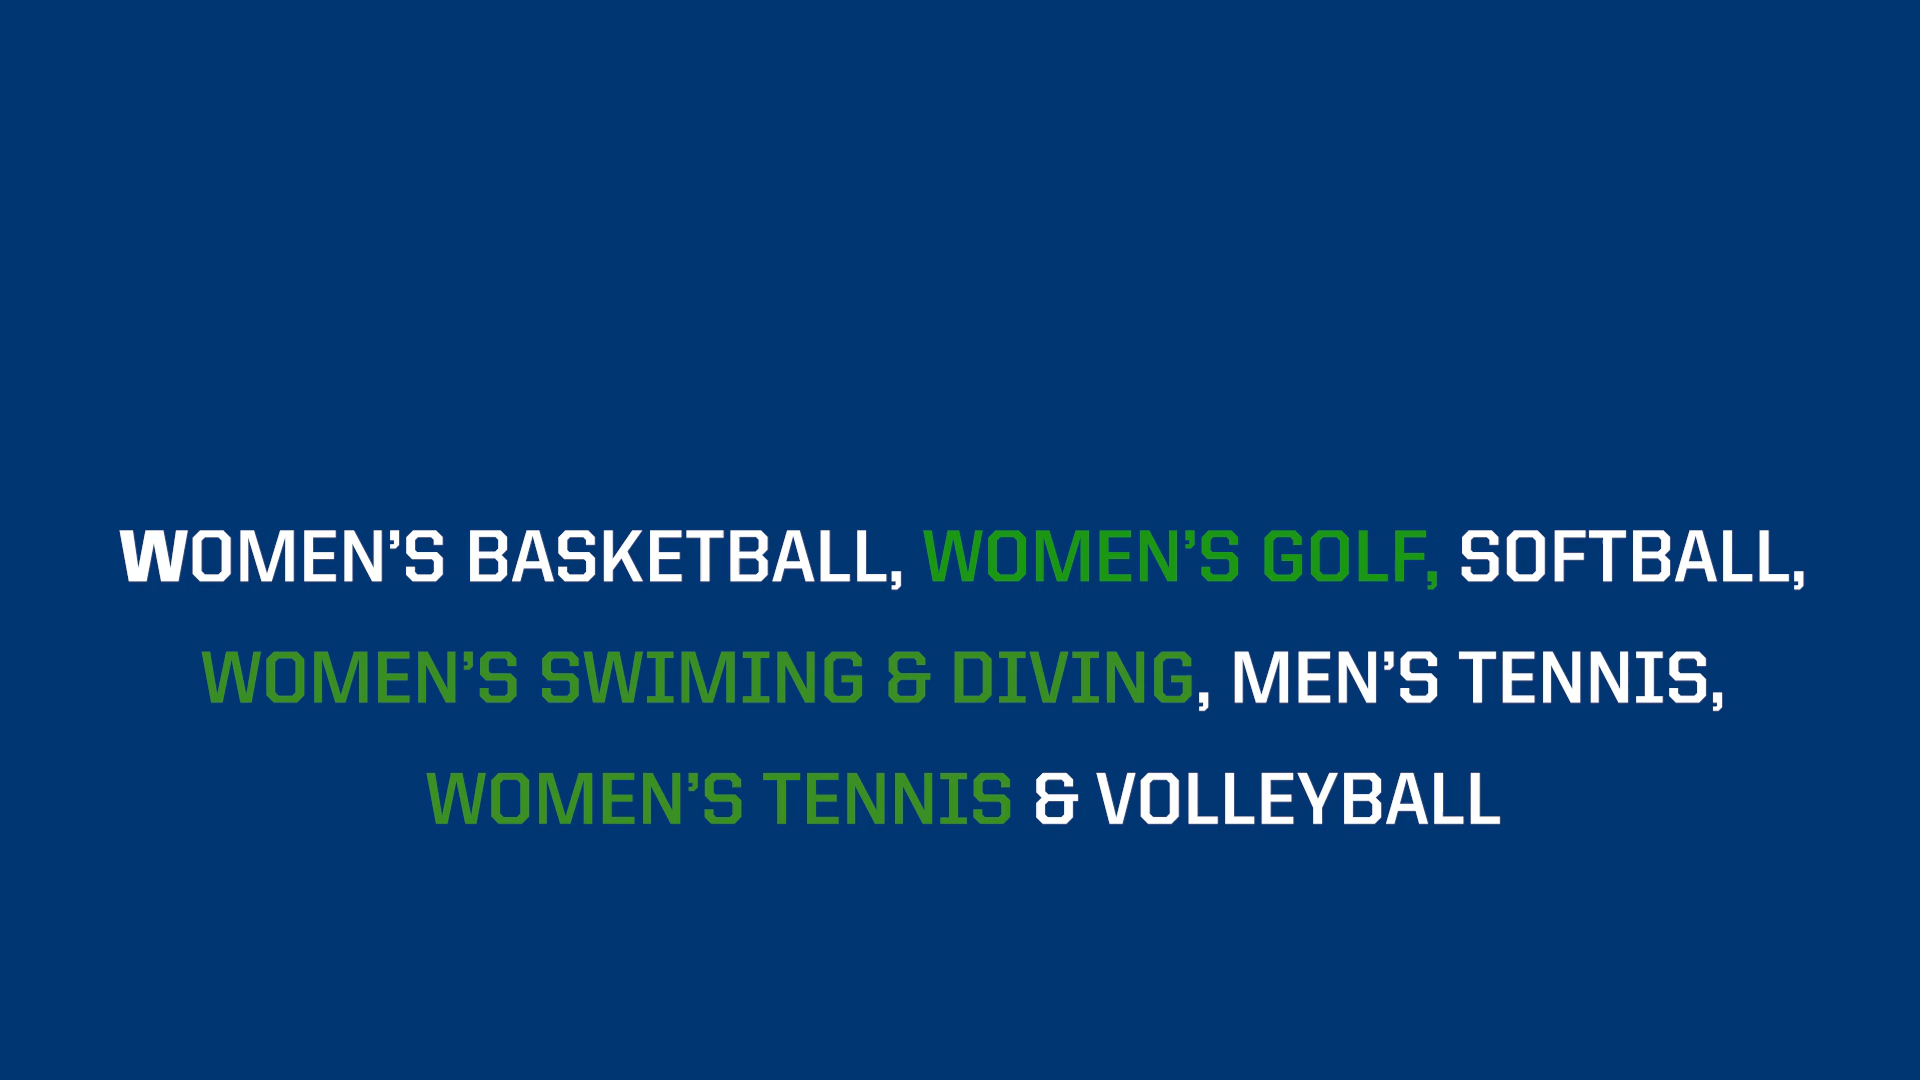 WOMEN’S BASKETBALL, WOMEN’S GOLF, SOFTBALL,
WOMEN’S SWIMING & DIVING, MEN’S TENNIS,
WOMEN’S TENNIS & VOLLEYBALL